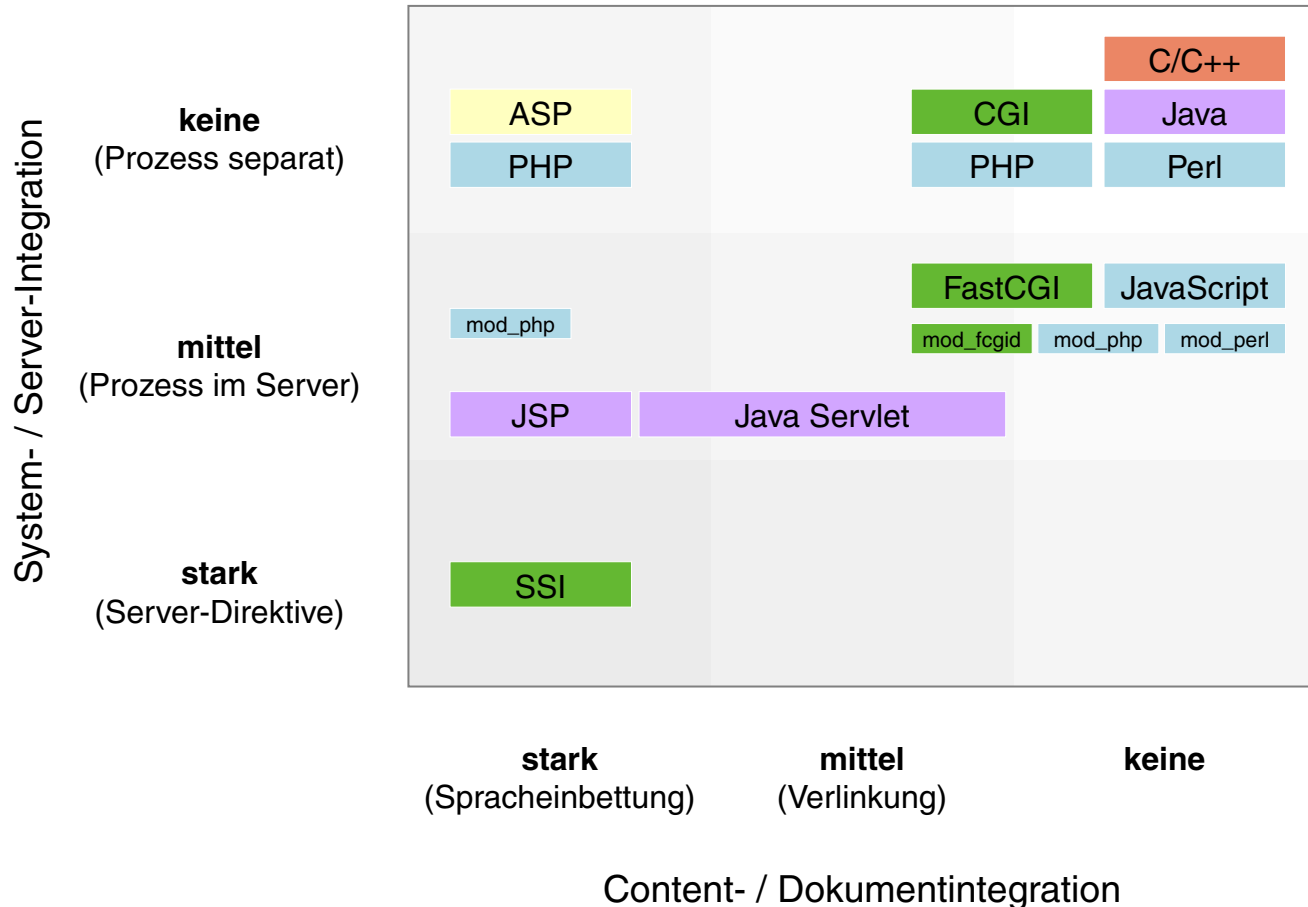 System- / Server-Integration
keine
(Prozess separat)
C/C++
ASP
CGI
Java
PHP
PHP
Perl
mittel
(Prozess im Server)
FastCGI
JavaScript
mod_php
mod_fcgid
mod_php
mod_perl
JSP
Java Servlet
stark
(Server-Direktive)
SSI
stark
(Spracheinbettung)
mittel
(Verlinkung)
keine
Content- / Dokumentintegration